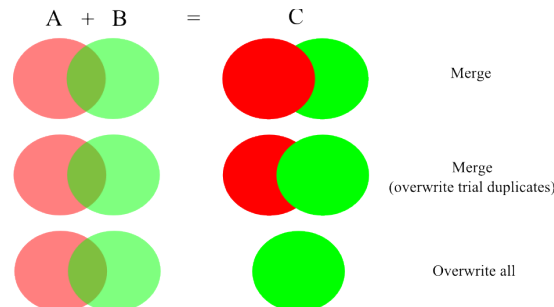 A + B = C
Merge
Merge
(overwrite trial duplicates)
Overwrite all